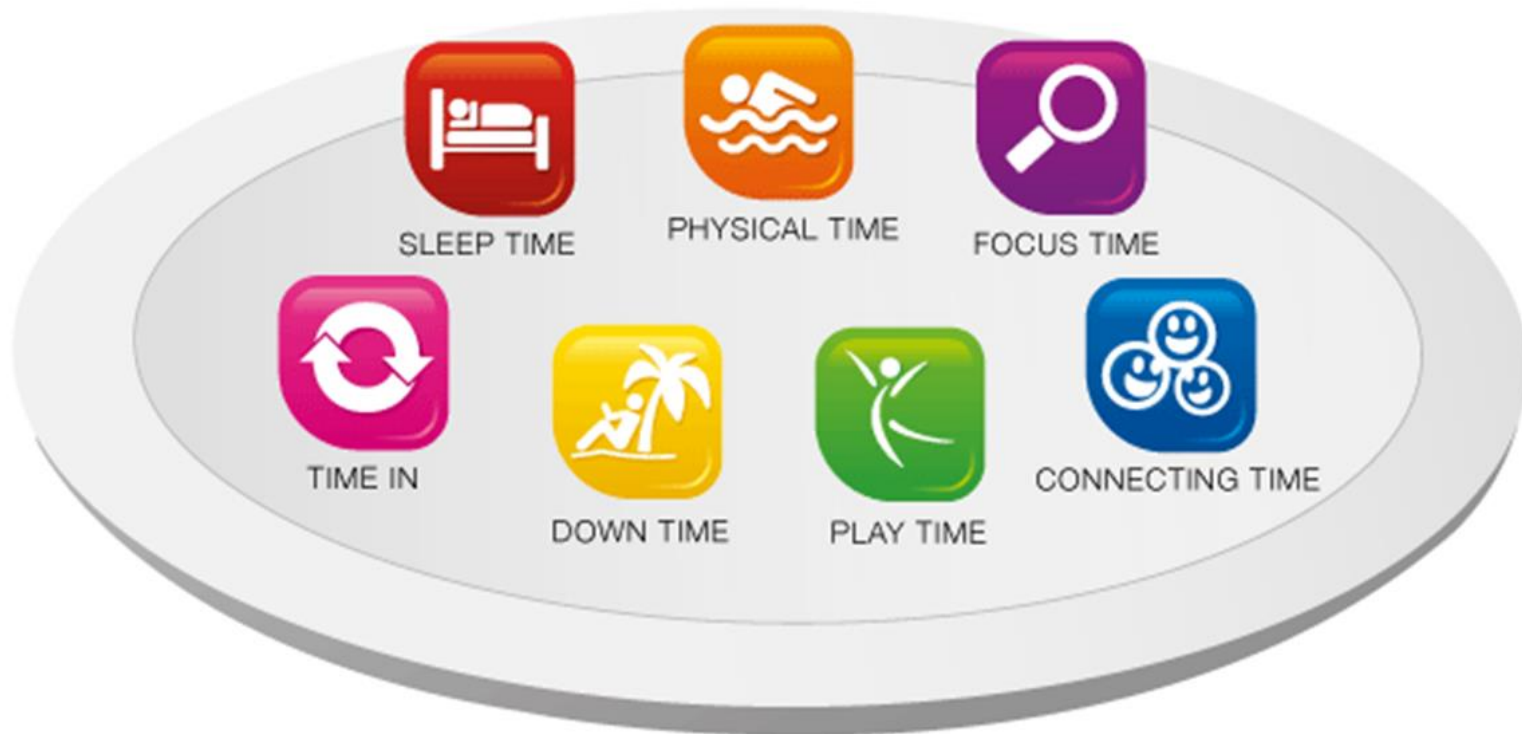 SLEEP TIME
PHYSICAL TIME
FOCUS TIME
TIME IN
DOWN TIME
PLAY TIME
CONNECTING TIME